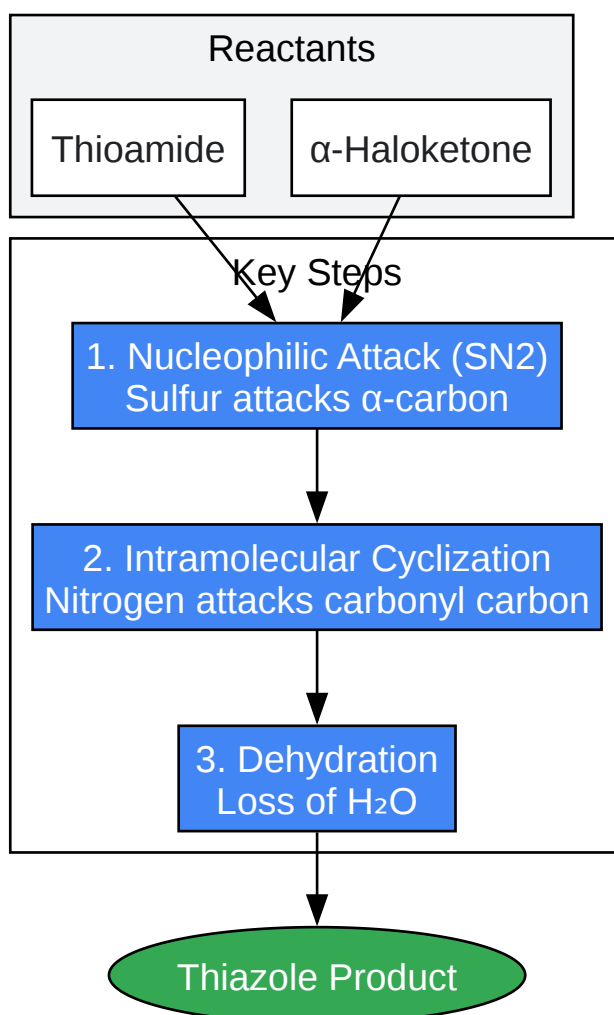 Reactants
Thioamide
α-Haloketone
Key Steps
1. Nucleophilic Attack (SN2)
Sulfur attacks α-carbon
2. Intramolecular Cyclization
Nitrogen attacks carbonyl carbon
3. Dehydration
Loss of H₂O
Thiazole Product